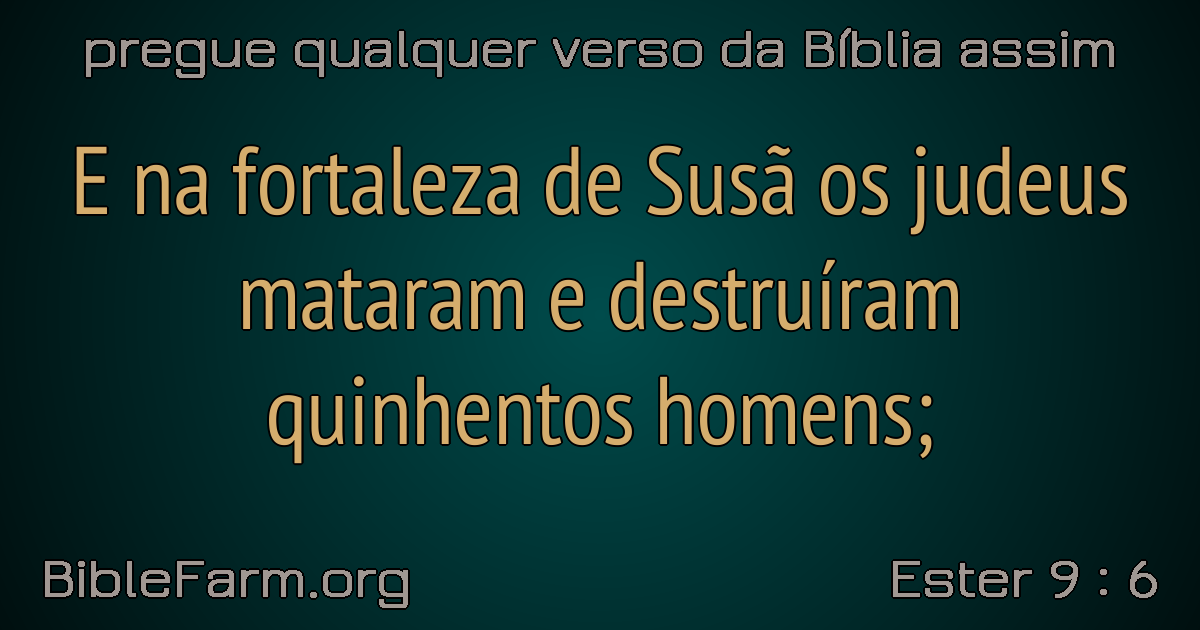 pregue qualquer verso da Bíblia assim
E na fortaleza de Susã os judeus
mataram e destruíram
quinhentos homens;
BibleFarm.org
Ester 9 : 6